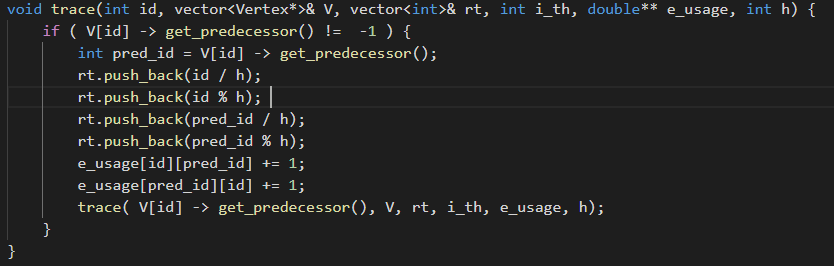 void trace(int id, vector<Vertex*>& V, vector<int>& rt, int i_th, double** e_usage, int h) {
    if ( V[id] -> get_predecessor() !=  -1 ) {
        int pred_id = V[id] -> get_predecessor();
        rt.push_back(id / h);
        rt.push_back(id % h);
        rt.push_back(pred_id / h);
        rt.push_back(pred_id % h);
        e_usage[id][pred_id] += 1;
        e_usage[pred_id][id] += 1;
        trace( V[id] -> get_predecessor(), V, rt, i_th, e_usage, h);
    }
}